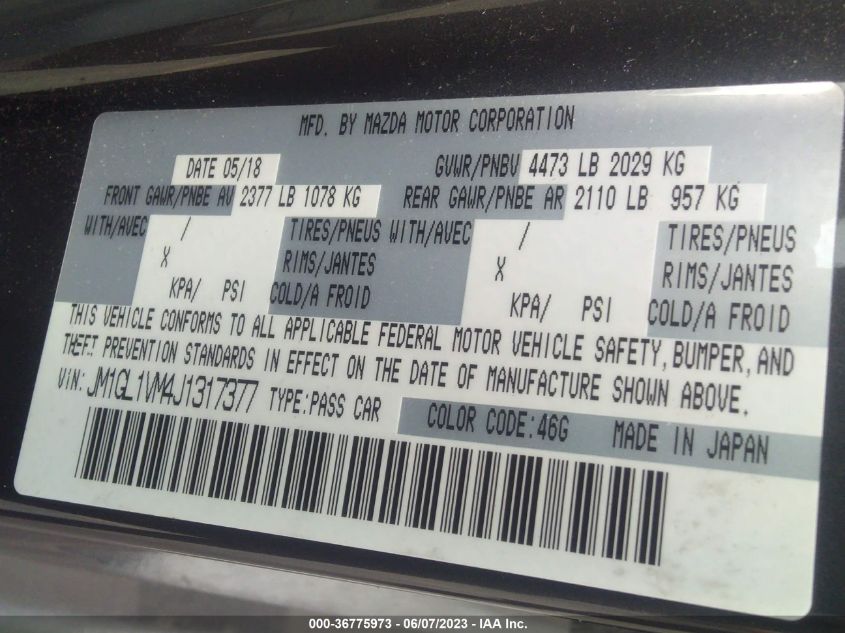 MFD. BY MAZDA MOTOR CORPORATION
DATE 05/18 GVWR/PNBV 4473 LB 2029 KG
FRONT GAWR/PNBE AV 2377 LB 1078 KG REAR GAWR/PNBE AR 2110 LB 957 KG
WITH/AVEC / TIRES/PNEUS WITH/AVEC / TIRES/PNEUS
X RIMS/JANTES X RIMS/JANTES
KPA/ PSI COLD/A FROID KPA/ PSI COLD/A FROID
THIS VEHICLE CONFORMS TO ALL APPLICABLE FEDERAL MOTOR VEHICLE SAFETY, BUMPER, AND
THEFT PREVENTION STANDARDS IN EFFECT ON THE DATE OF MANUFACTURE SHOWN ABOVE.
VIN: JM1GL1VM4J1317377 TYPE: PASS CAR COLOR CODE:46G MADE IN JAPAN
000-36775973 - 06/07/2023 - IAA Inc.